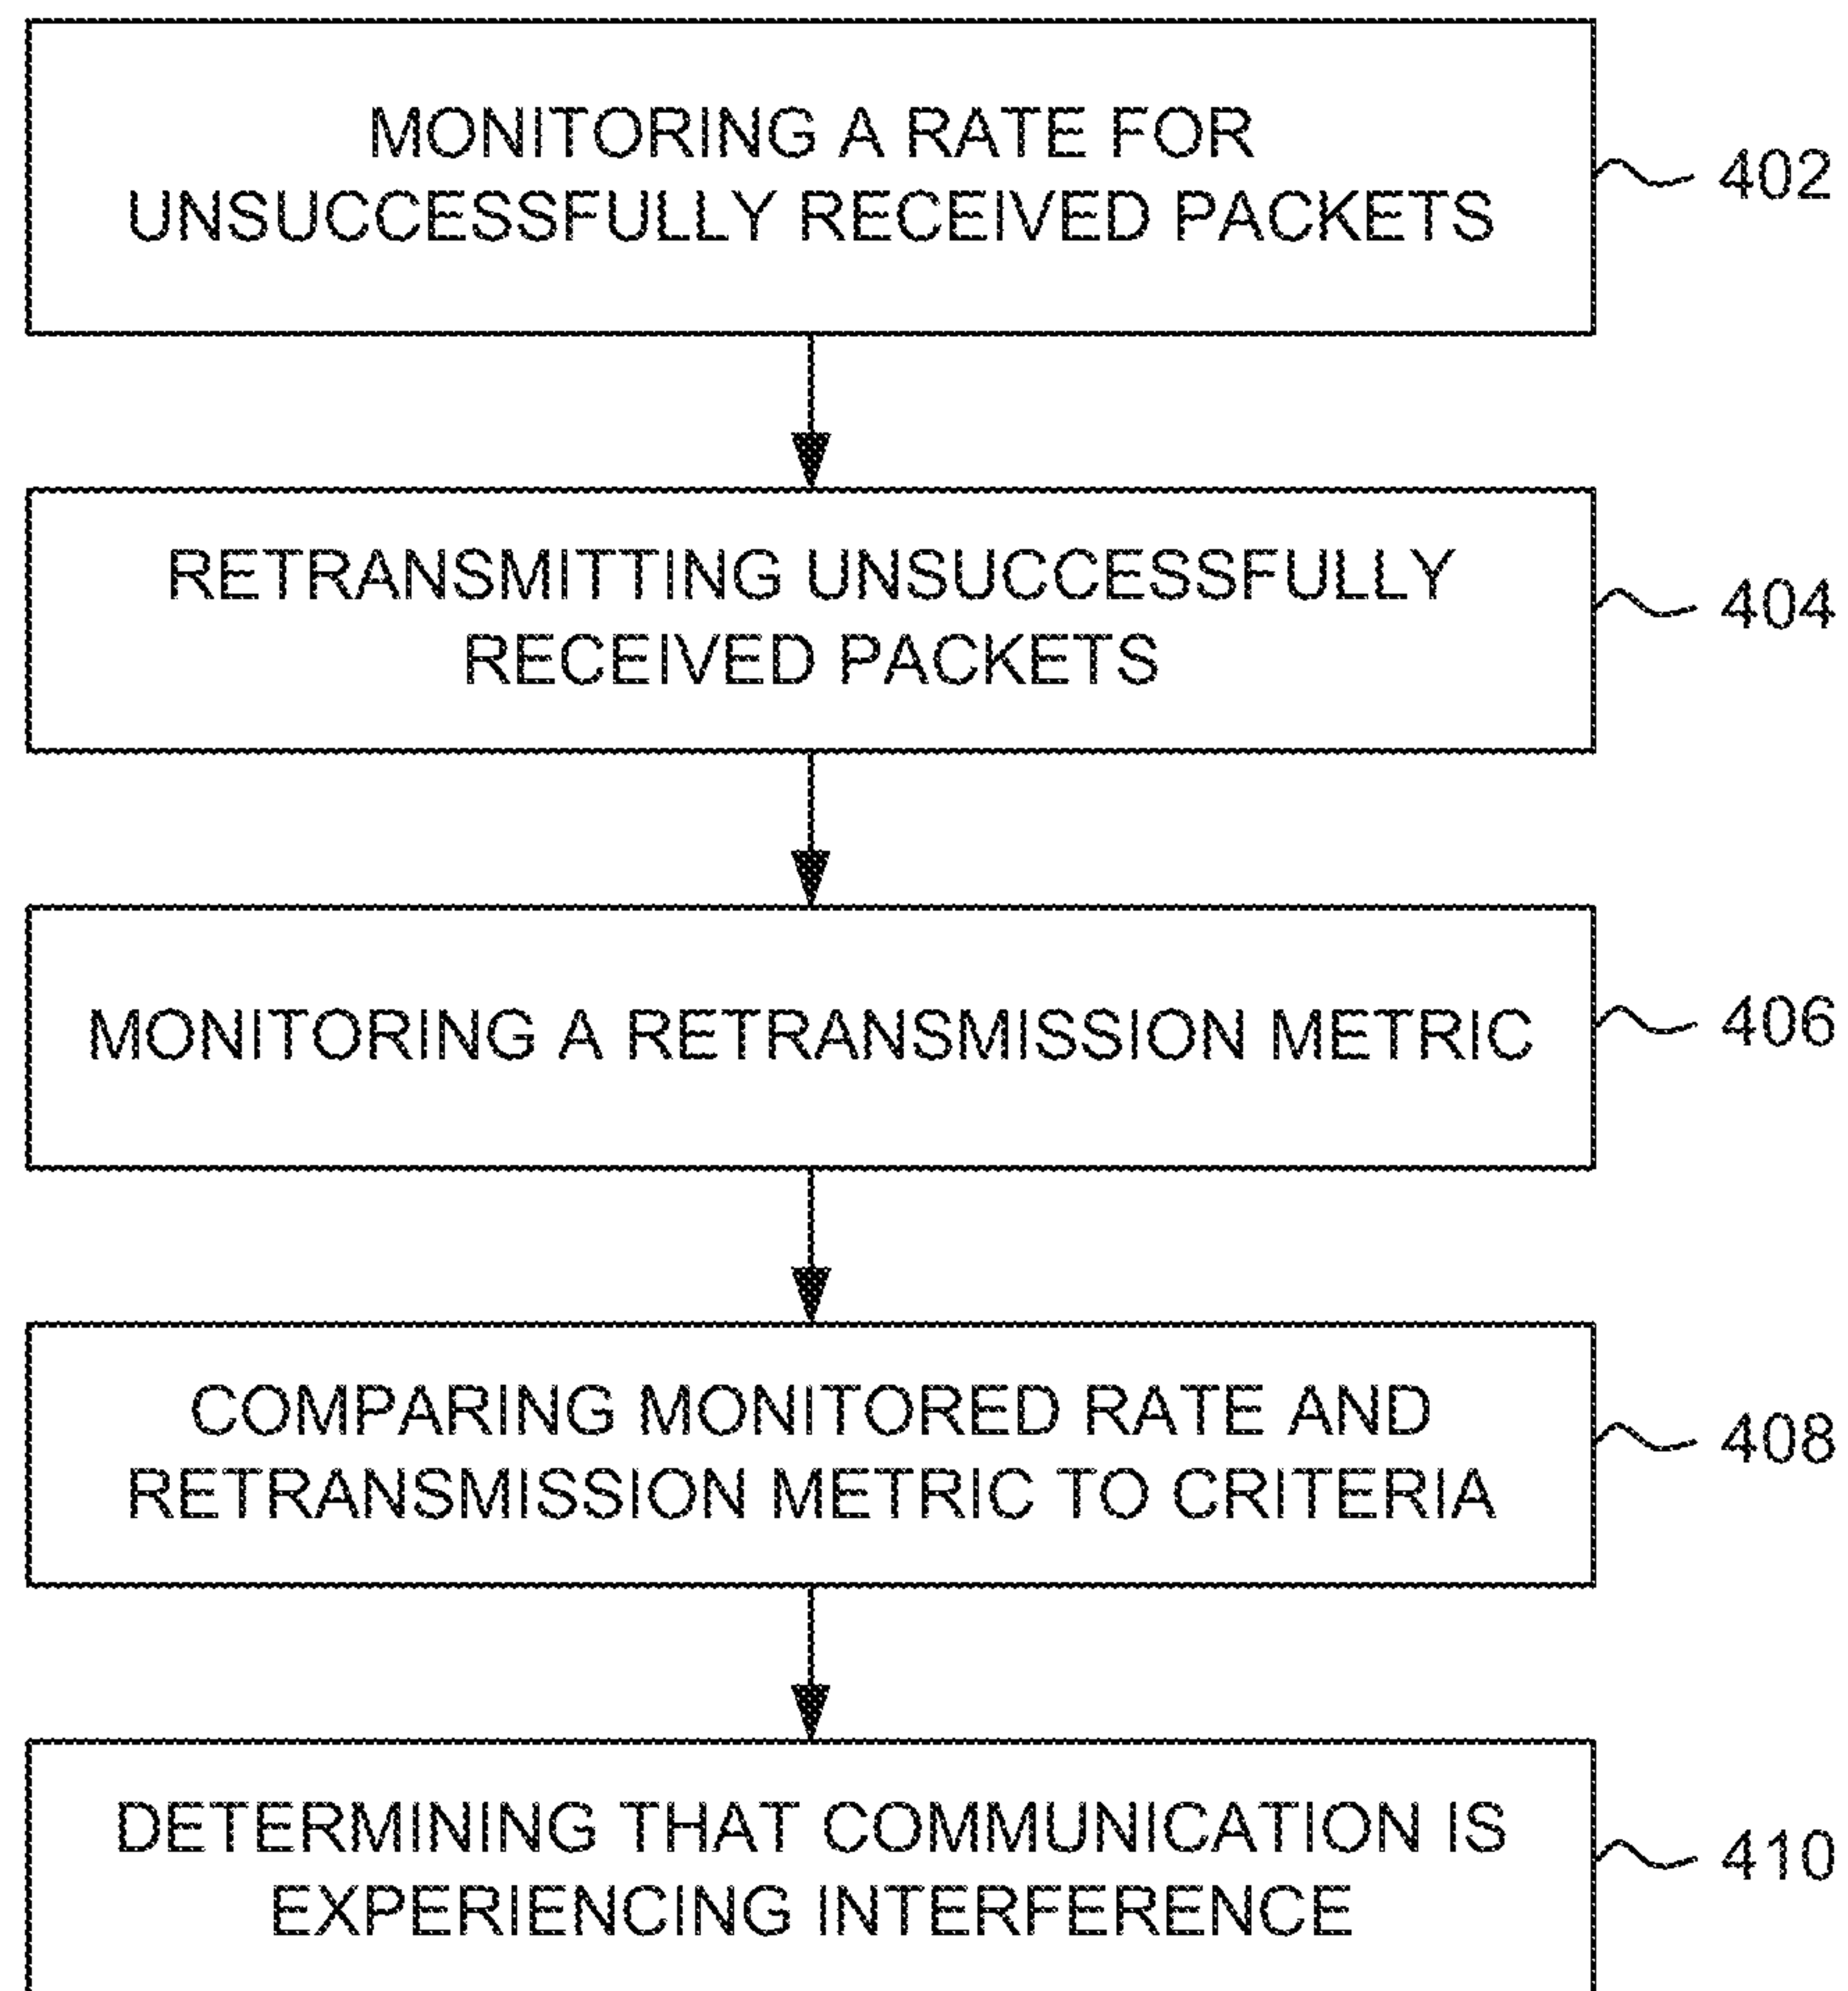 MONITORING A RATE FOR
UNSUCCESSFULLY RECEIVED PACKETS
402
RETRANSMITTING UNSUCCESSFULLY
RECEIVED PACKETS
404
MONITORING A RETRANSMISSION METRIC
406
COMPARING MONITORED RATE AND
RETRANSMISSION METRIC TO CRITERIA
408
DETERMINING THAT COMMUNICATION IS
EXPERIENCING INTERFERENCE
410